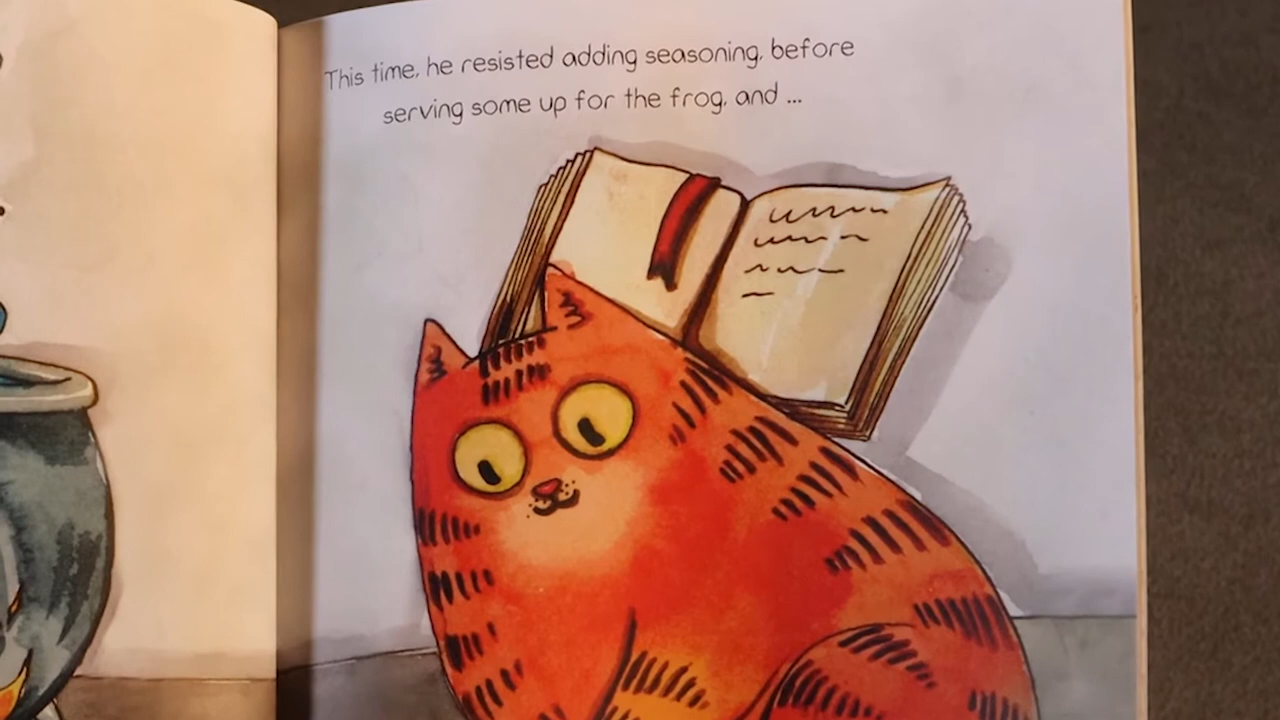 This time, he resisted adding seasoning, before
serving some up for the frog, and ...